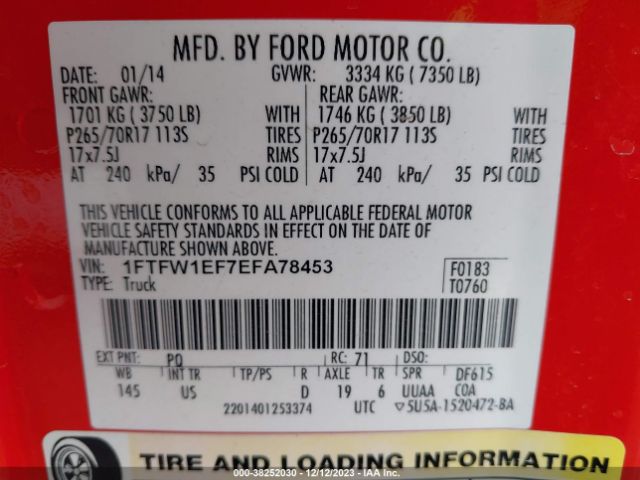 MFD. BY FORD MOTOR CO.
DATE: 01/14 GVWR: 3334 KG ( 7350 LB)
FRONT GAWR: REAR GAWR:
1701 KG ( 3750 LB) WITH 1746 KG ( 3850 LB) WITH
P265/70R17 113S TIRES P265/70R17 113S TIRES
17x7.5J RIMS 17x7.5J RIMS
AT 240 kPa/ 35 PSI COLD AT 240 kPa/ 35 PSI COLD
THIS VEHICLE CONFORMS TO ALL APPLICABLE FEDERAL MOTOR
VEHICLE SAFETY STANDARDS IN EFFECT ON THE DATE OF
MANUFACTURE SHOWN ABOVE.
VIN: 1FTFW1EF7EFA78453 F0183
TYPE: Truck T0760
EXT PNT: PQ RC: 71 DSO:
WB INT TR TP/PS R AXLE TR SPR DF615
145 US D 19 6 UUAA COA
2201401253374 UTC ▽5U5A-1520472-BA
TIRE AND LOADING INFORMATION
000-38252030 - 12/12/2023 - IAA Inc.